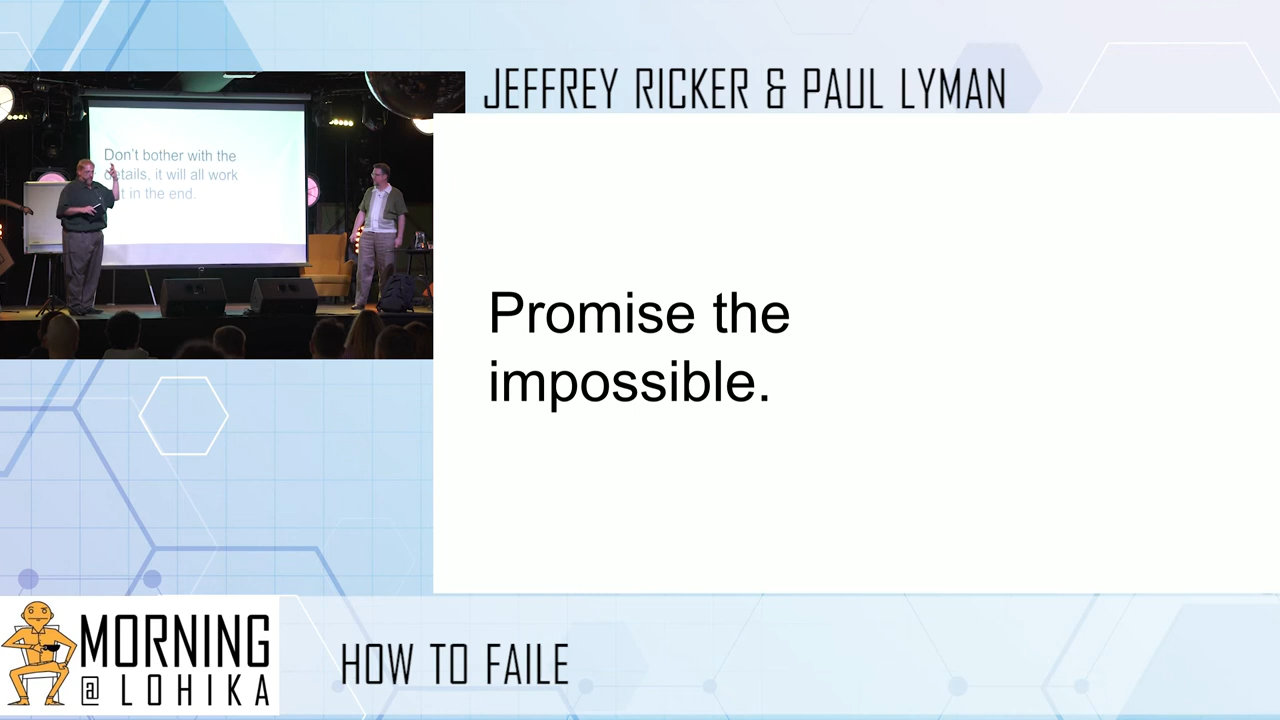 JEFFREY RICKER & PAUL LYMAN
Don't bother with the
details, it will all work
t in the end.
Promise the
impossible.
MORNING
@ LOHIKA
HOW TO FAILE